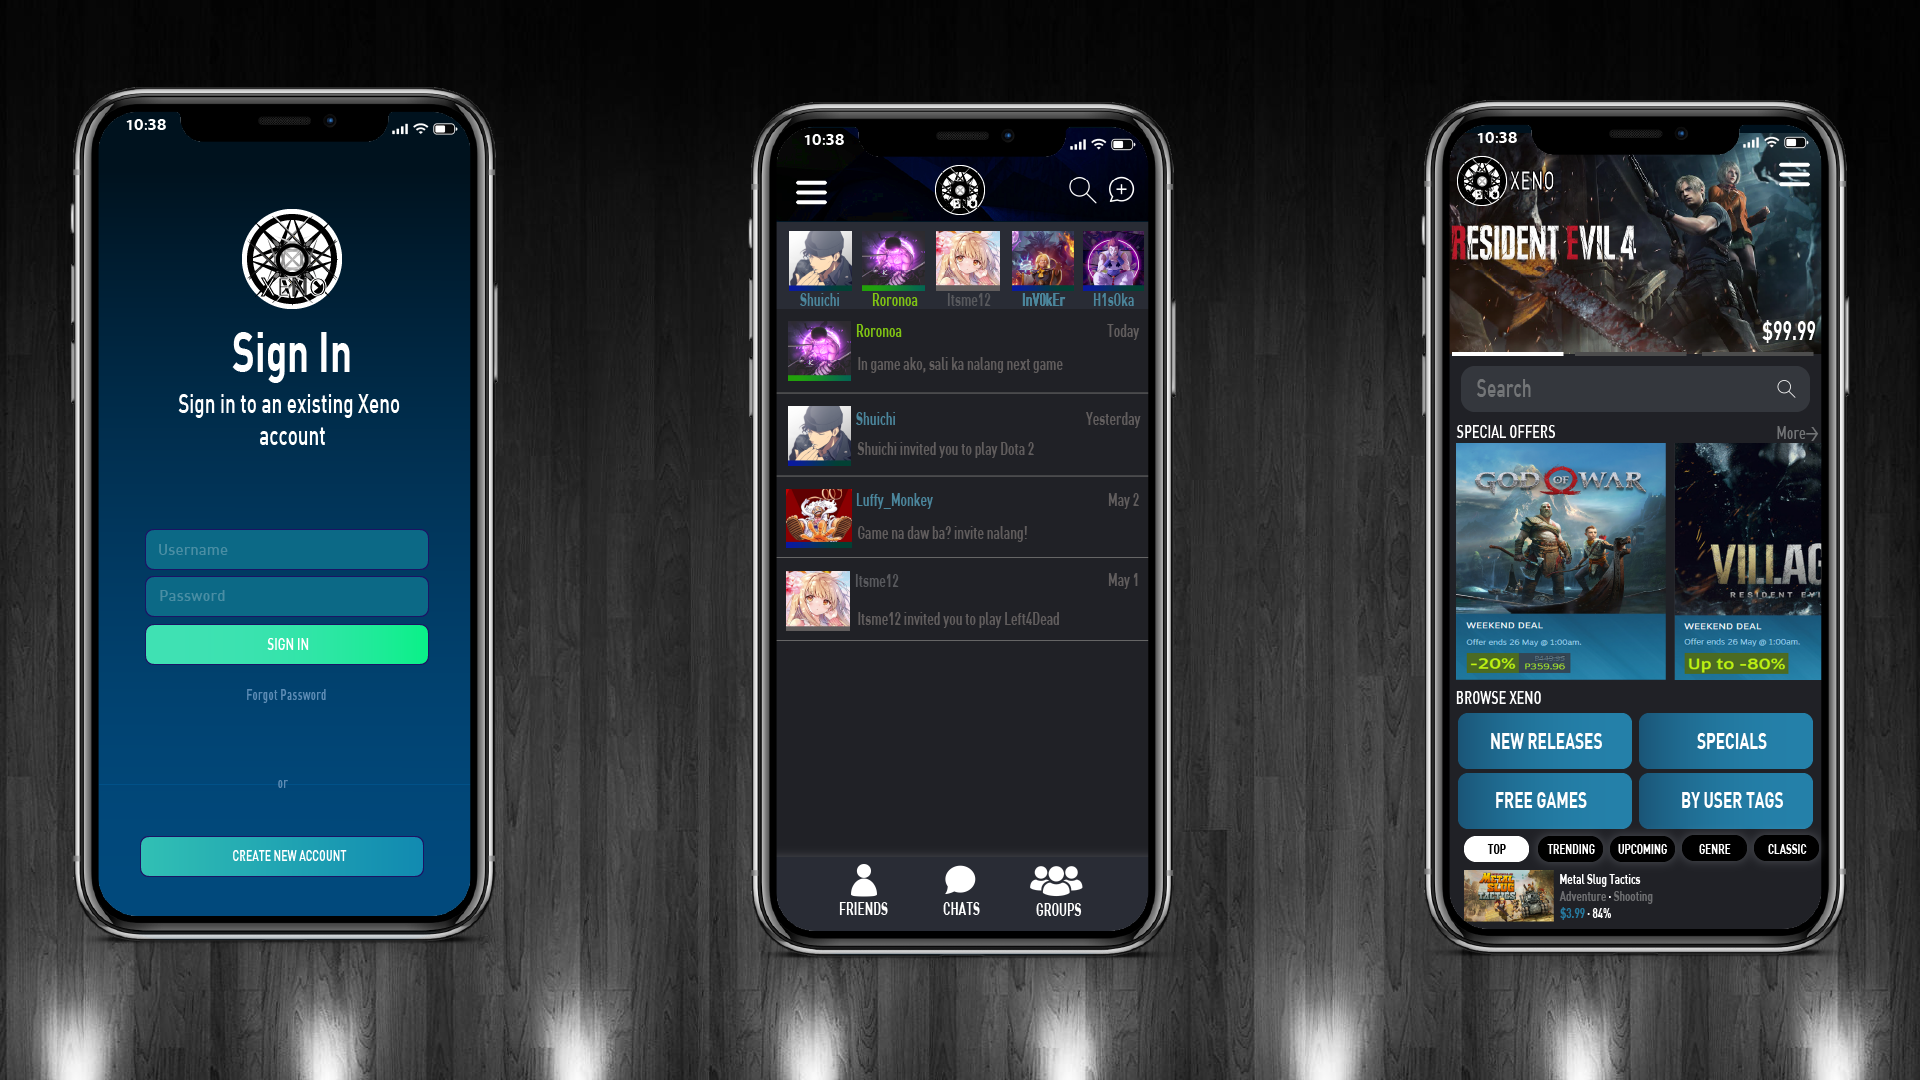 10:38
XENO
Sign In
Sign in to an existing Xeno
account
Username
Password
SIGN IN
Forgot Password
or
CREATE NEW ACCOUNT
10:38
Shuichi
Roronoa
Itsme12
InV0kEr
H1sOka
Roronoa
Today
In game ako, sali ka nalang next game
Shuichi
Yesterday
Shuichi invited you to play Dota 2
Luffy_Monkey
May 2
Game na daw ba? invite nalang!
Itsme12
May 1
Itsme12 invited you to play Left4Dead
FRIENDS
CHATS
GROUPS
10:38
XENO
RESIDENT EVIL 4
$99.99
Search
SPECIAL OFFERS
More
GOD OF WAR
WEEKEND DEAL
Offer ends 26 May @ 1:00am.
-20%
P359.96
VILLAG
RESIDENT EVI
WEEKEND DEAL
Offer ends 26 May @ 1:00am.
Up to -80%
BROWSE XENO
NEW RELEASES
SPECIALS
FREE GAMES
BY USER TAGS
TOP
TRENDING
UPCOMING
GENRE
CLASSIC
METAL SLUG TACTICS
Metal Slug Tactics
Adventure · Shooting
$3.99 · 84%